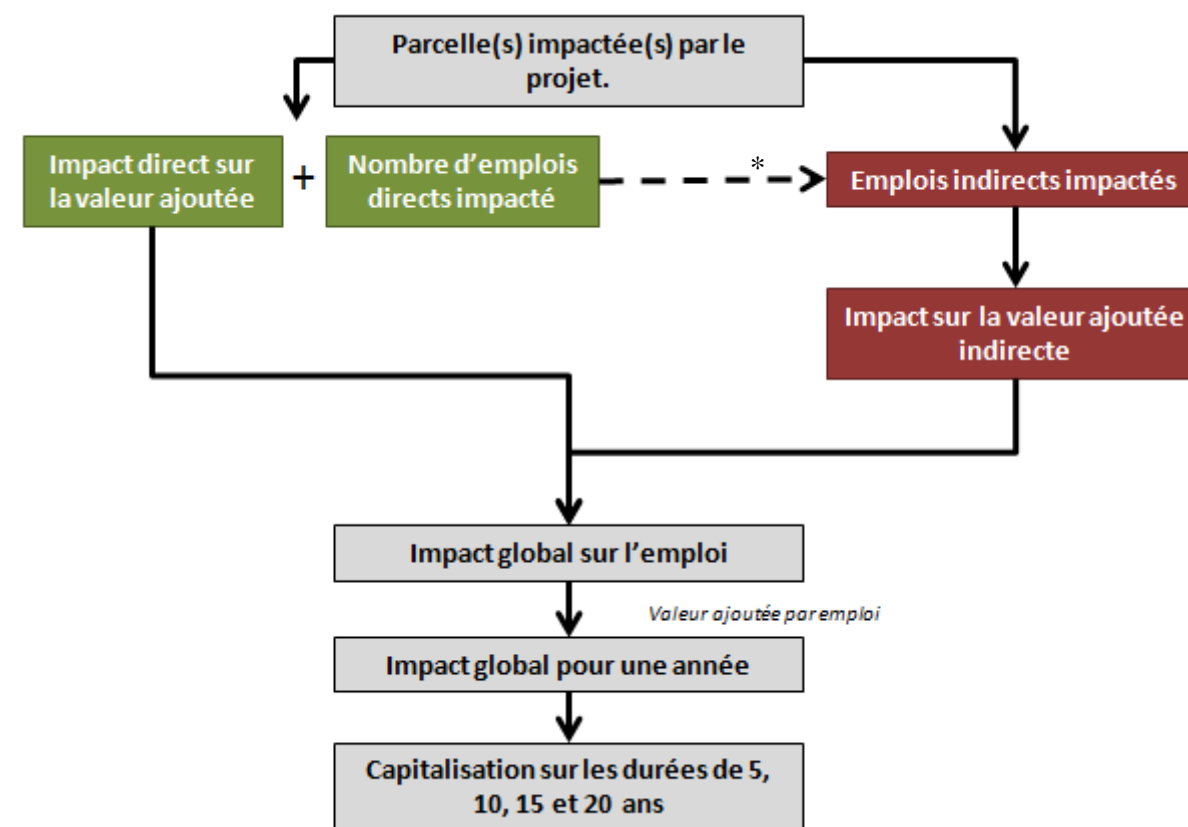 Parcelle(s) impactée(s) par le
projet.
Impact direct sur
la valeur ajoutée
+
Nombre d'emplois
directs impacté
*
Emplois indirects impactés
Impact sur la valeur ajoutée
indirecte
Impact global sur l'emploi
Valeur ajoutée par emploi
Impact global pour une année
Capitalisation sur les durées de 5,
10, 15 et 20 ans